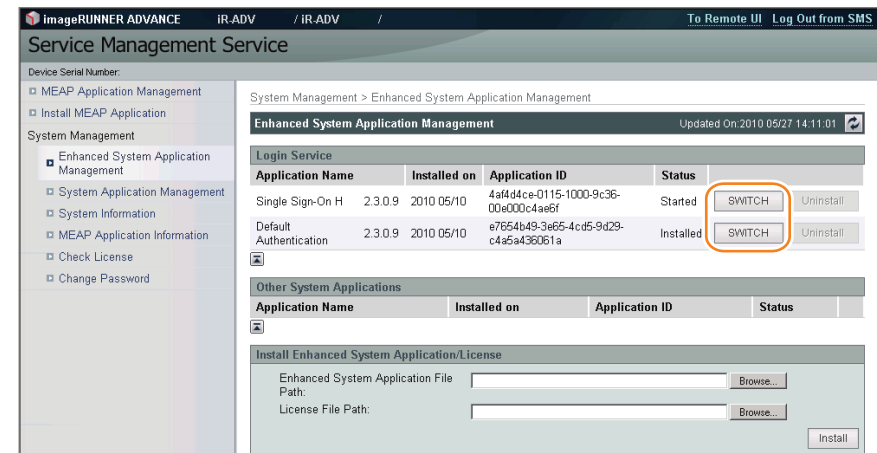 imageRUNNER ADVANCE iR-ADV / iR-ADV / To Remote UI Log Out from SMS
Service Management Service
Device Serial Number:
MEAP Application Management
Install MEAP Application
System Management
Enhanced System Application
Management
System Application Management
System Information
MEAP Application Information
Check License
Change Password
System Management > Enhanced System Application Management
Enhanced System Application Management Updated On:2010 05/27 14:11:01
Login Service
Application Name Installed on Application ID Status
Single Sign-On H 2.3.0.9 2010 05/10 4af4d4ce-0115-1000-9c36-
00e000c4ae6f Started SWITCH Uninstall
Default
Authentication 2.3.0.9 2010 05/10 e7654b49-3e65-4cd5-9d29-
c4a5a436061a Installed SWITCH Uninstall
Other System Applications
Application Name Installed on Application ID Status
Install Enhanced System Application/License
Enhanced System Application File
Path: Browse...
License File Path: Browse...
Install